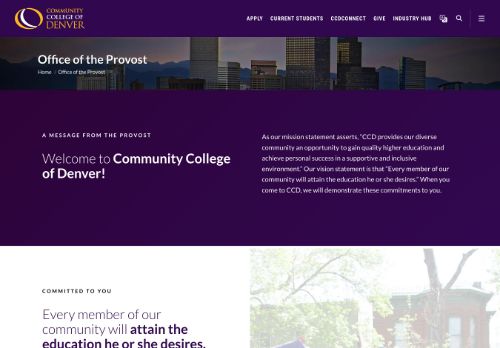 COMMUNITY
COLLEGE OF
DENVER
APPLY CURRENT STUDENTS CCDCONNECT GIVE INDUSTRY HUB
Office of the Provost
Home / Office of the Provost
A MESSAGE FROM THE PROVOST
Welcome to Community College
of Denver!
As our mission statement asserts, "CCD provides our diverse
community an opportunity to gain quality higher education and
achieve personal success in a supportive and inclusive
environment." Our vision statement is that "Every member of our
community will attain the education he or she desires." When you
come to CCD, we will demonstrate these commitments to you.
COMMITTED TO YOU
Every member of our
community will attain the
education he or she desires.